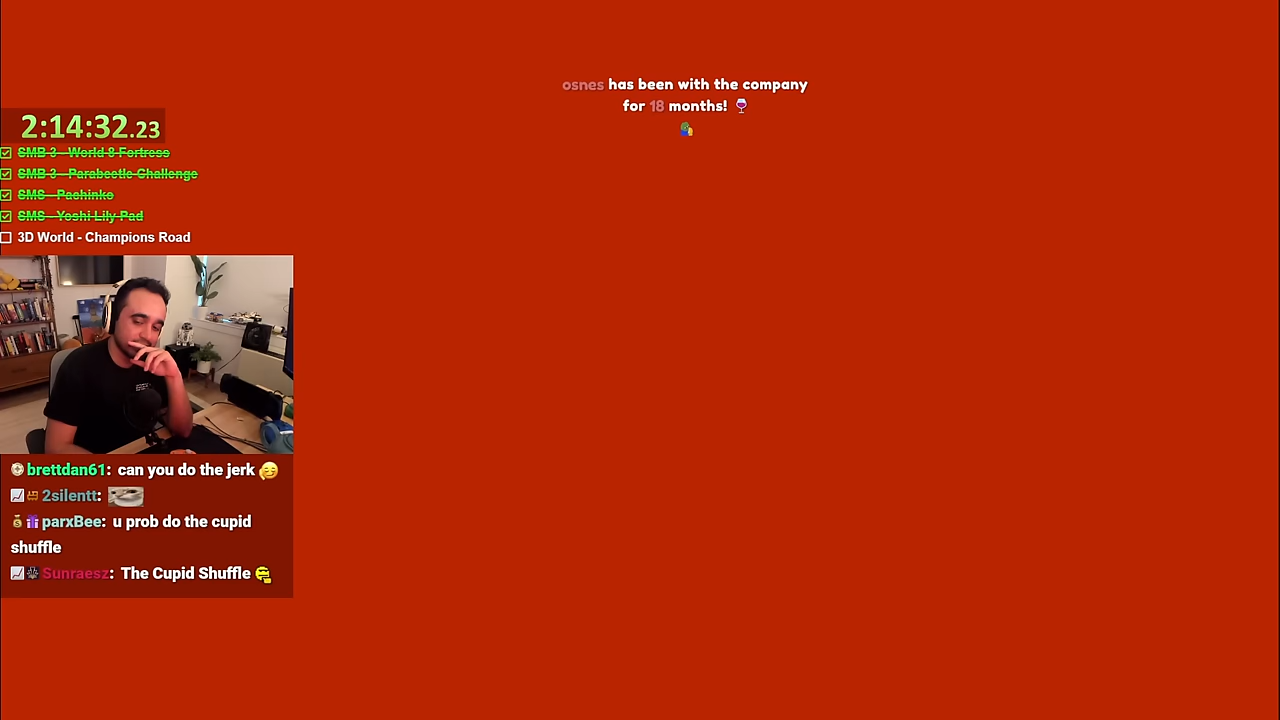 osnes has been with the company
for 18 months!
2:14:32.23
SMB 3 - World 8 Fortress
SMB 3 - Parabeetle Challenge
SMS - Pachinko
SMS - Yoshi Lily Pad
3D World - Champions Road
brettdan61: can you do the jerk
2silentt:
parxBee: u prob do the cupid
shuffle
Sunraesz: The Cupid Shuffle